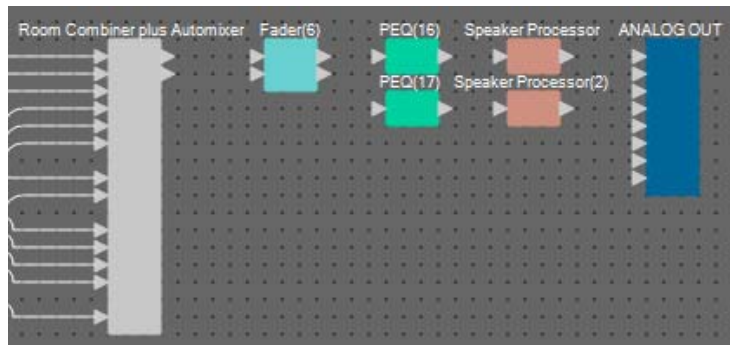 Room Combiner plus Automixer Fader(6) PEQ(16) Speaker Processor ANALOG OUT
PEQ(17) Speaker Processor(2)